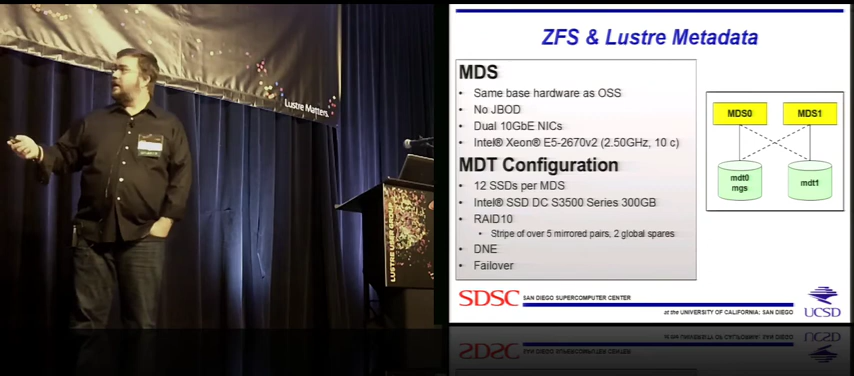 Lustre Matters.
LUSTRE USER GROUP
ZFS & Lustre Metadata
MDS
• Same base hardware as OSS
• No JBOD
• Dual 10GbE NICs
• Intel® Xeon® E5-2670v2 (2.50GHz, 10 c)
MDT Configuration
• 12 SSDs per MDS
• Intel® SSD DC S3500 Series 300GB
• RAID10
• Stripe of over 5 mirrored pairs, 2 global spares
• DNE
• Failover
MDS0
MDS1
mdt0
mgs
mdt1
SDSC SAN DIEGO SUPERCOMPUTER CENTER
at the UNIVERSITY OF CALIFORNIA; SAN DIEGO
UCSD